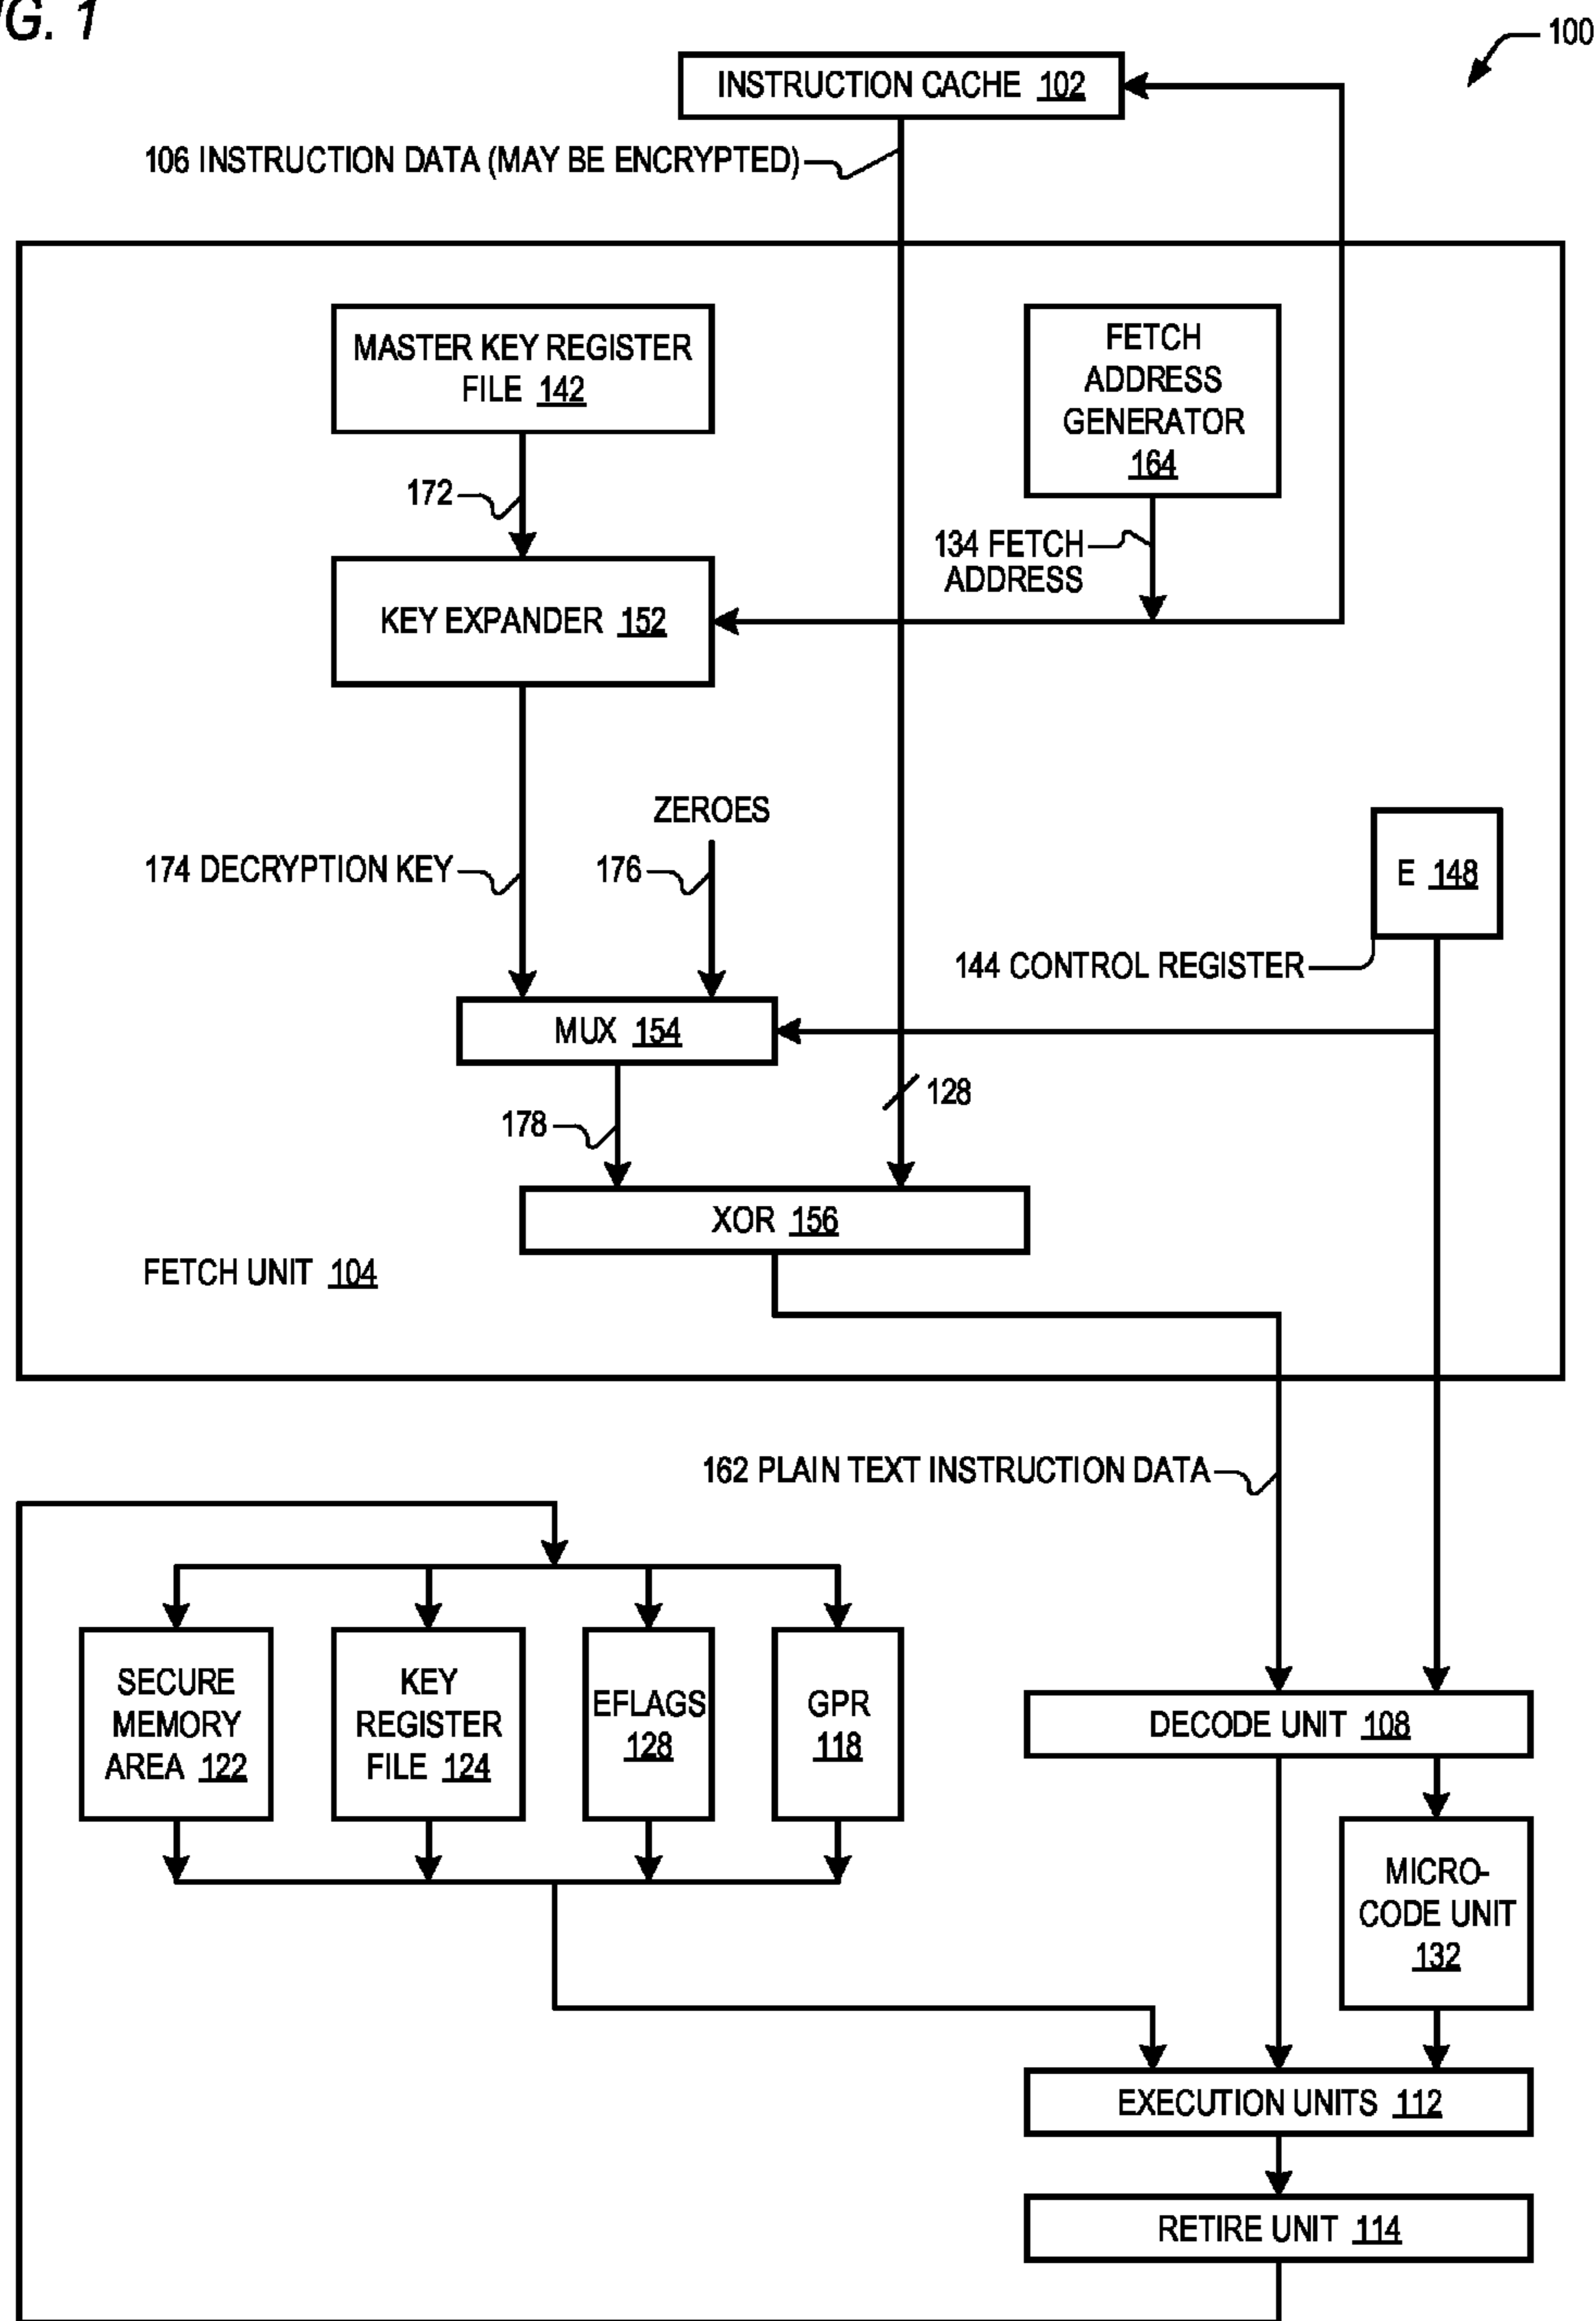 G. 1
100
INSTRUCTION CACHE 102
106 INSTRUCTION DATA (MAY BE ENCRYPTED)
MASTER KEY REGISTER
FILE 142
FETCH
ADDRESS
GENERATOR
164
172
134 FETCH
ADDRESS
KEY EXPANDER 152
ZEROES
174 DECRYPTION KEY
176
E 148
144 CONTROL REGISTER
MUX 154
128
178
XOR 156
FETCH UNIT 104
162 PLAIN TEXT INSTRUCTION DATA
SECURE
MEMORY
AREA 122
KEY
REGISTER
FILE 124
EFLAGS
128
GPR
118
DECODE UNIT 108
MICRO-
CODE UNIT
132
EXECUTION UNITS 112
RETIRE UNIT 114